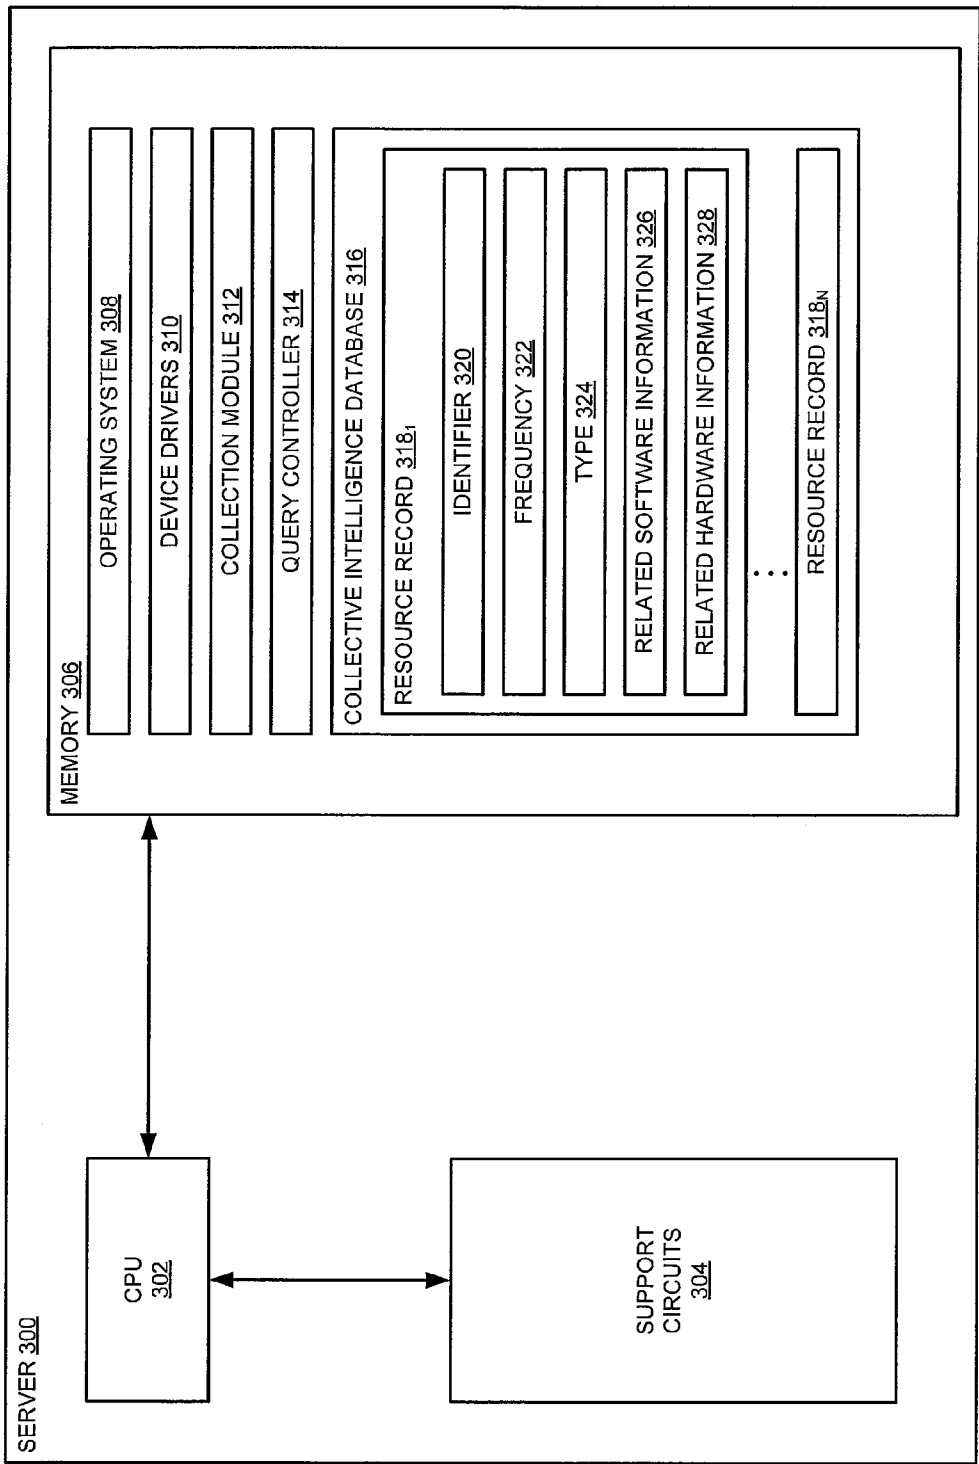 SERVER 300
CPU
302
SUPPORT
CIRCUITS
304
MEMORY 306
OPERATING SYSTEM 308
DEVICE DRIVERS 310
COLLECTION MODULE 312
QUERY CONTROLLER 314
COLLECTIVE INTELLIGENCE DATABASE 316
RESOURCE RECORD 318₁
IDENTIFIER 320
FREQUENCY 322
TYPE 324
RELATED SOFTWARE INFORMATION 326
RELATED HARDWARE INFORMATION 328
...
RESOURCE RECORD 318N